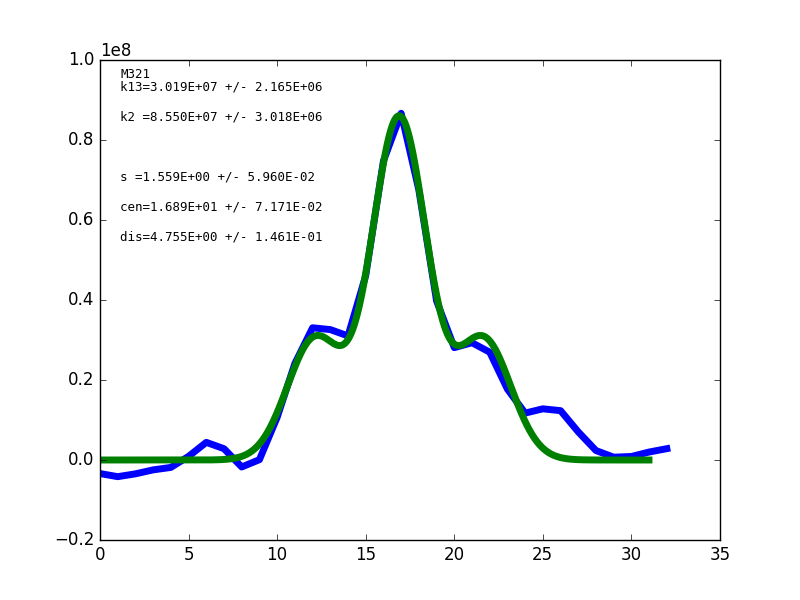 1e8
M321
k13=3.019E+07 +/- 2.165E+06
k2 =8.550E+07 +/- 3.018E+06
s =1.559E+00 +/- 5.960E-02
cen=1.689E+01 +/- 7.171E-02
dis=4.755E+00 +/- 1.461E-01
1.0
0.8
0.6
0.4
0.2
0.0
−0.2
0 5 10 15 20 25 30 35